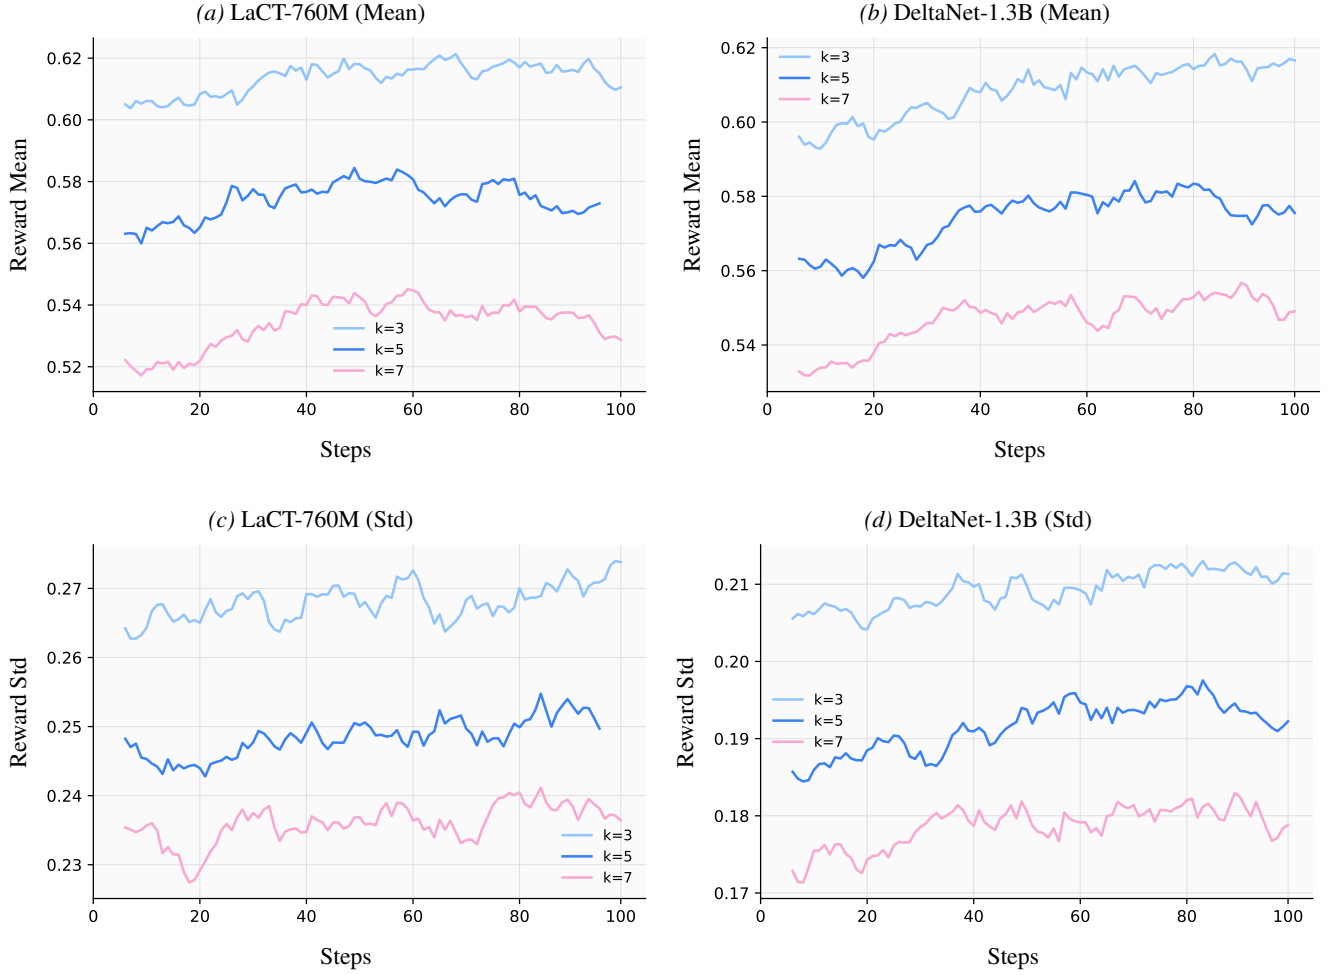 (a) LaCT-760M (Mean)
Reward Mean
0.62
0.60
0.58
0.56
0.54
0.52
k=3
k=5
k=7
0 20 40 60 80 100
Steps
(b) DeltaNet-1.3B (Mean)
Reward Mean
0.62
0.60
0.58
0.56
0.54
k=3
k=5
k=7
0 20 40 60 80 100
Steps
(c) LaCT-760M (Std)
Reward Std
0.27
0.26
0.25
0.24
0.23
k=3
k=5
k=7
0 20 40 60 80 100
Steps
(d) DeltaNet-1.3B (Std)
Reward Std
0.21
0.20
0.19
0.18
0.17
k=3
k=5
k=7
0 20 40 60 80 100
Steps